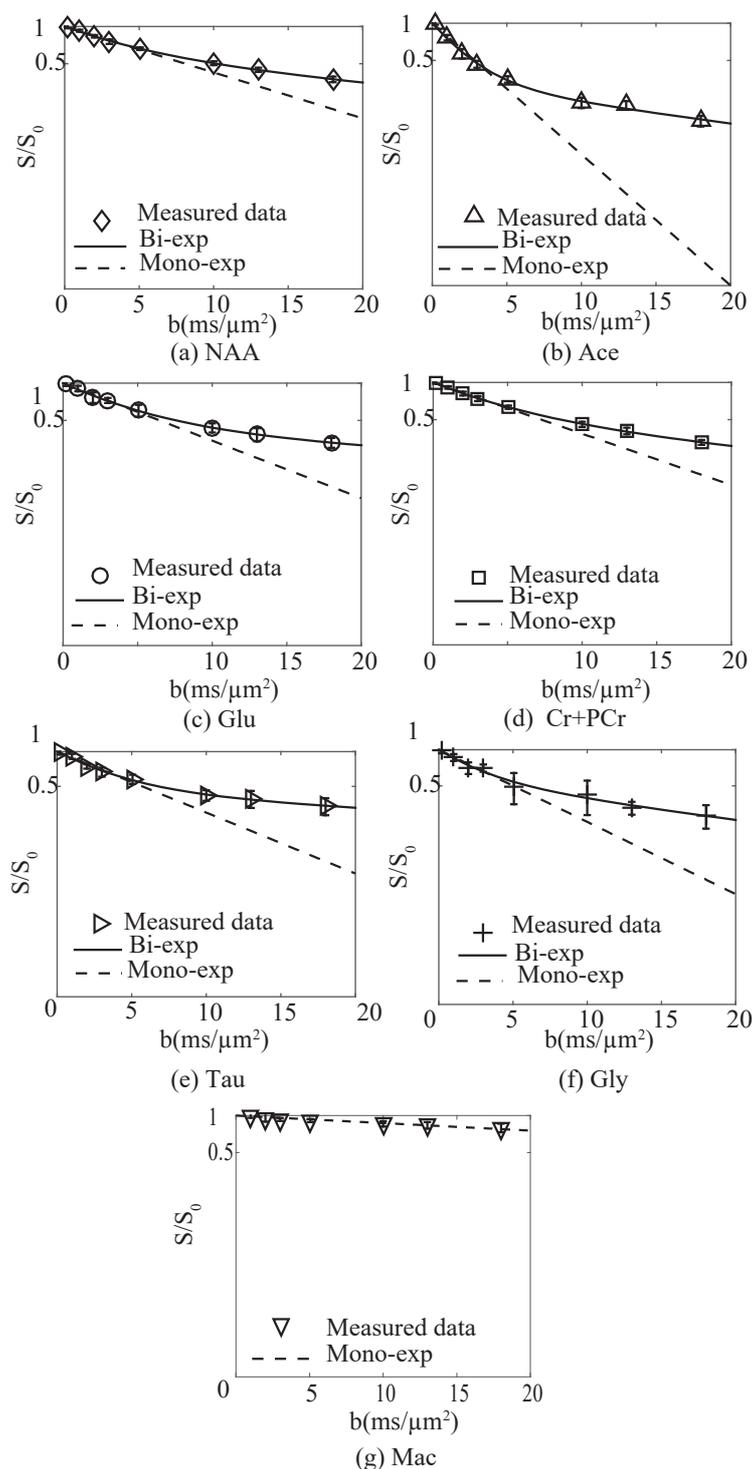 1
0.5
S/S0
Measured data
Bi-exp
Mono-exp
0 5 10 15 20
b(ms/µm²)
(a) NAA
1
0.5
S/S0
Measured data
Bi-exp
Mono-exp
0 5 10 15 20
b(ms/µm²)
(b) Ace
1
0.5
S/S0
Measured data
Bi-exp
Mono-exp
0 5 10 15 20
b(ms/µm²)
(c) Glu
1
0.5
S/S0
Measured data
Bi-exp
Mono-exp
0 5 10 15 20
b(ms/µm²)
(d) Cr+PCr
1
0.5
S/S0
Measured data
Bi-exp
Mono-exp
0 5 10 15 20
b(ms/µm²)
(e) Tau
1
0.5
S/S0
Measured data
Bi-exp
Mono-exp
0 5 10 15 20
b(ms/µm²)
(f) Gly
1
0.5
S/S0
Measured data
Mono-exp
0 5 10 15 20
b(ms/µm²)
(g) Mac